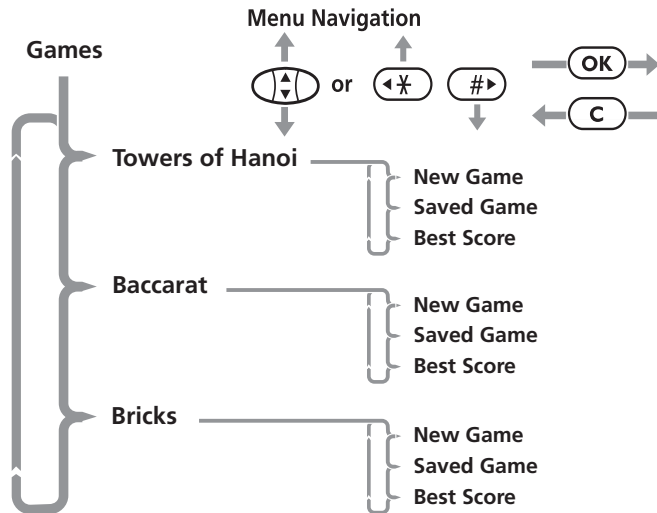 Menu Navigation
Games
or
* # OK
C
Towers of Hanoi
New Game
Saved Game
Best Score
Baccarat
New Game
Saved Game
Best Score
Bricks
New Game
Saved Game
Best Score